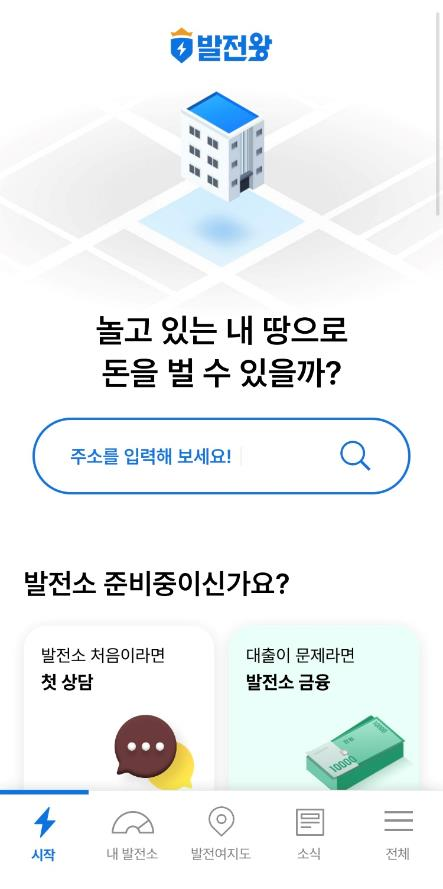 발전왕
놀고 있는 내 땅으로
돈을 벌 수 있을까?
주소를 입력해 보세요!
발전소 준비중이신가요?
발전소 처음이라면
첫 상담
대출이 문제라면
발전소 금융
10000
10000
시작
내 발전소
발전여지도
소식
전체